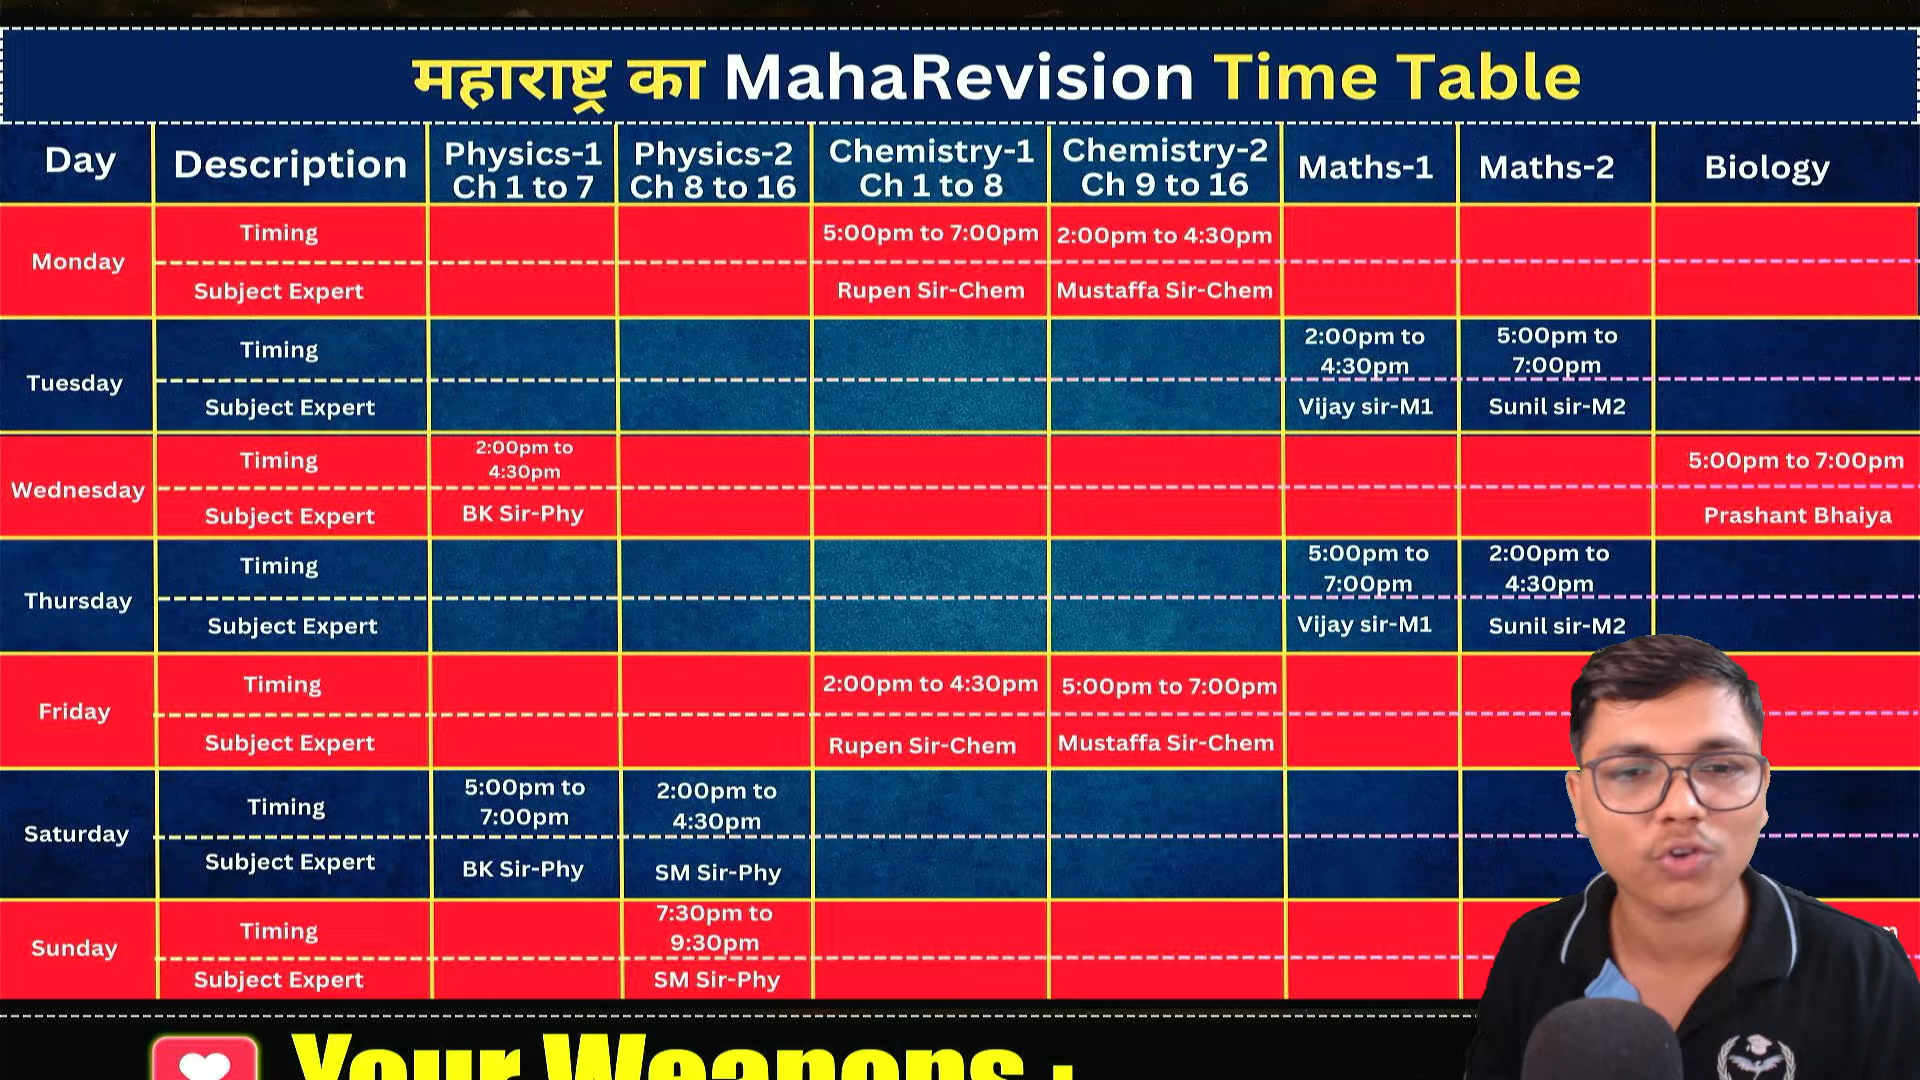 महाराष्ट्र का MahaRevision Time Table
Day
Description
Physics-1
Ch 1 to 7
Physics-2
Ch 8 to 16
Chemistry-1
Ch 1 to 8
Chemistry-2
Ch 9 to 16
Maths-1
Maths-2
Biology
Monday
Timing
5:00pm to 7:00pm
2:00pm to 4:30pm
Subject Expert
Rupen Sir-Chem
Mustaffa Sir-Chem
Tuesday
Timing
2:00pm to
4:30pm
5:00pm to
7:00pm
Subject Expert
Vijay sir-M1
Sunil sir-M2
Wednesday
Timing
2:00pm to
4:30pm
5:00pm to 7:00pm
Subject Expert
BK Sir-Phy
Prashant Bhaiya
Thursday
Timing
5:00pm to
7:00pm
2:00pm to
4:30pm
Subject Expert
Vijay sir-M1
Sunil sir-M2
Friday
Timing
2:00pm to 4:30pm
5:00pm to 7:00pm
Subject Expert
Rupen Sir-Chem
Mustaffa Sir-Chem
Saturday
Timing
5:00pm to
7:00pm
2:00pm to
4:30pm
Subject Expert
BK Sir-Phy
SM Sir-Phy
Sunday
Timing
7:30pm to
9:30pm
Subject Expert
SM Sir-Phy
Your Weapons :